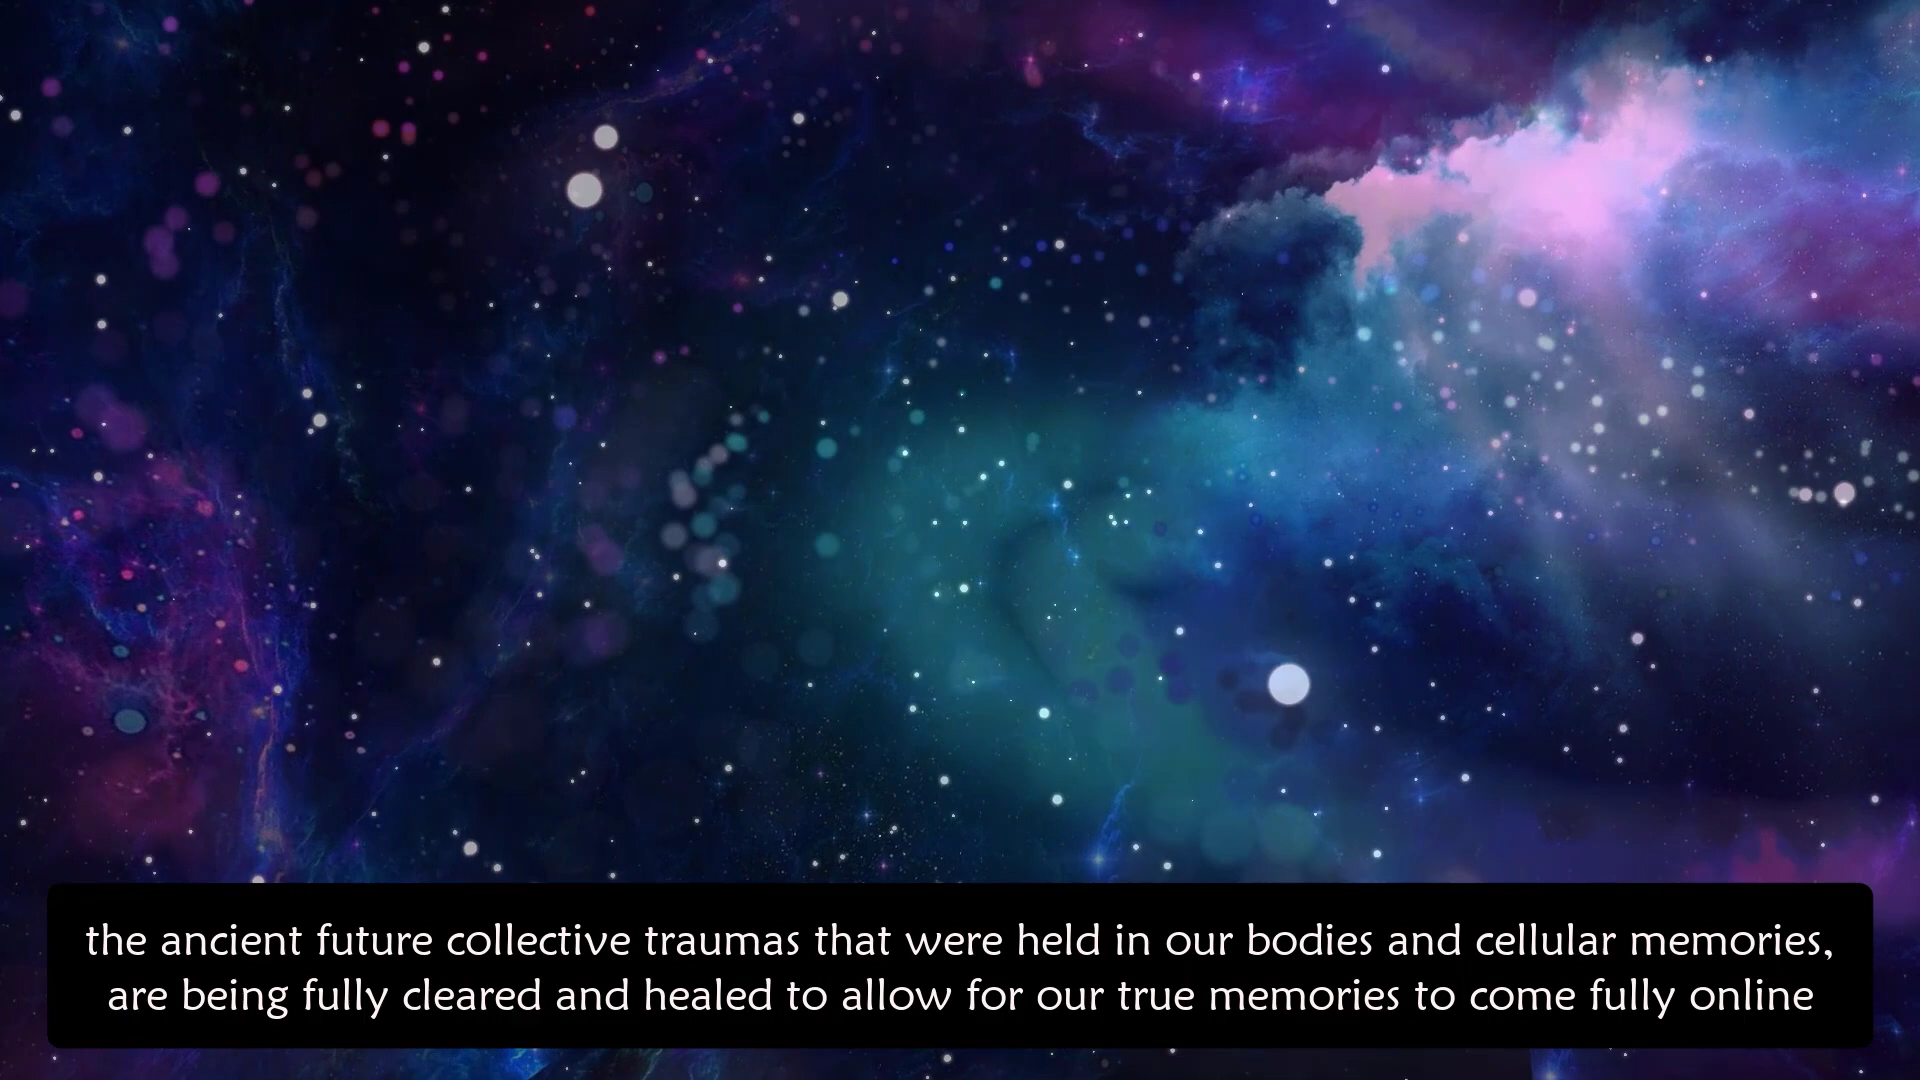 the ancient future collective traumas that were held in our bodies and cellular memories,
are being fully cleared and healed to allow for our true memories to come fully online